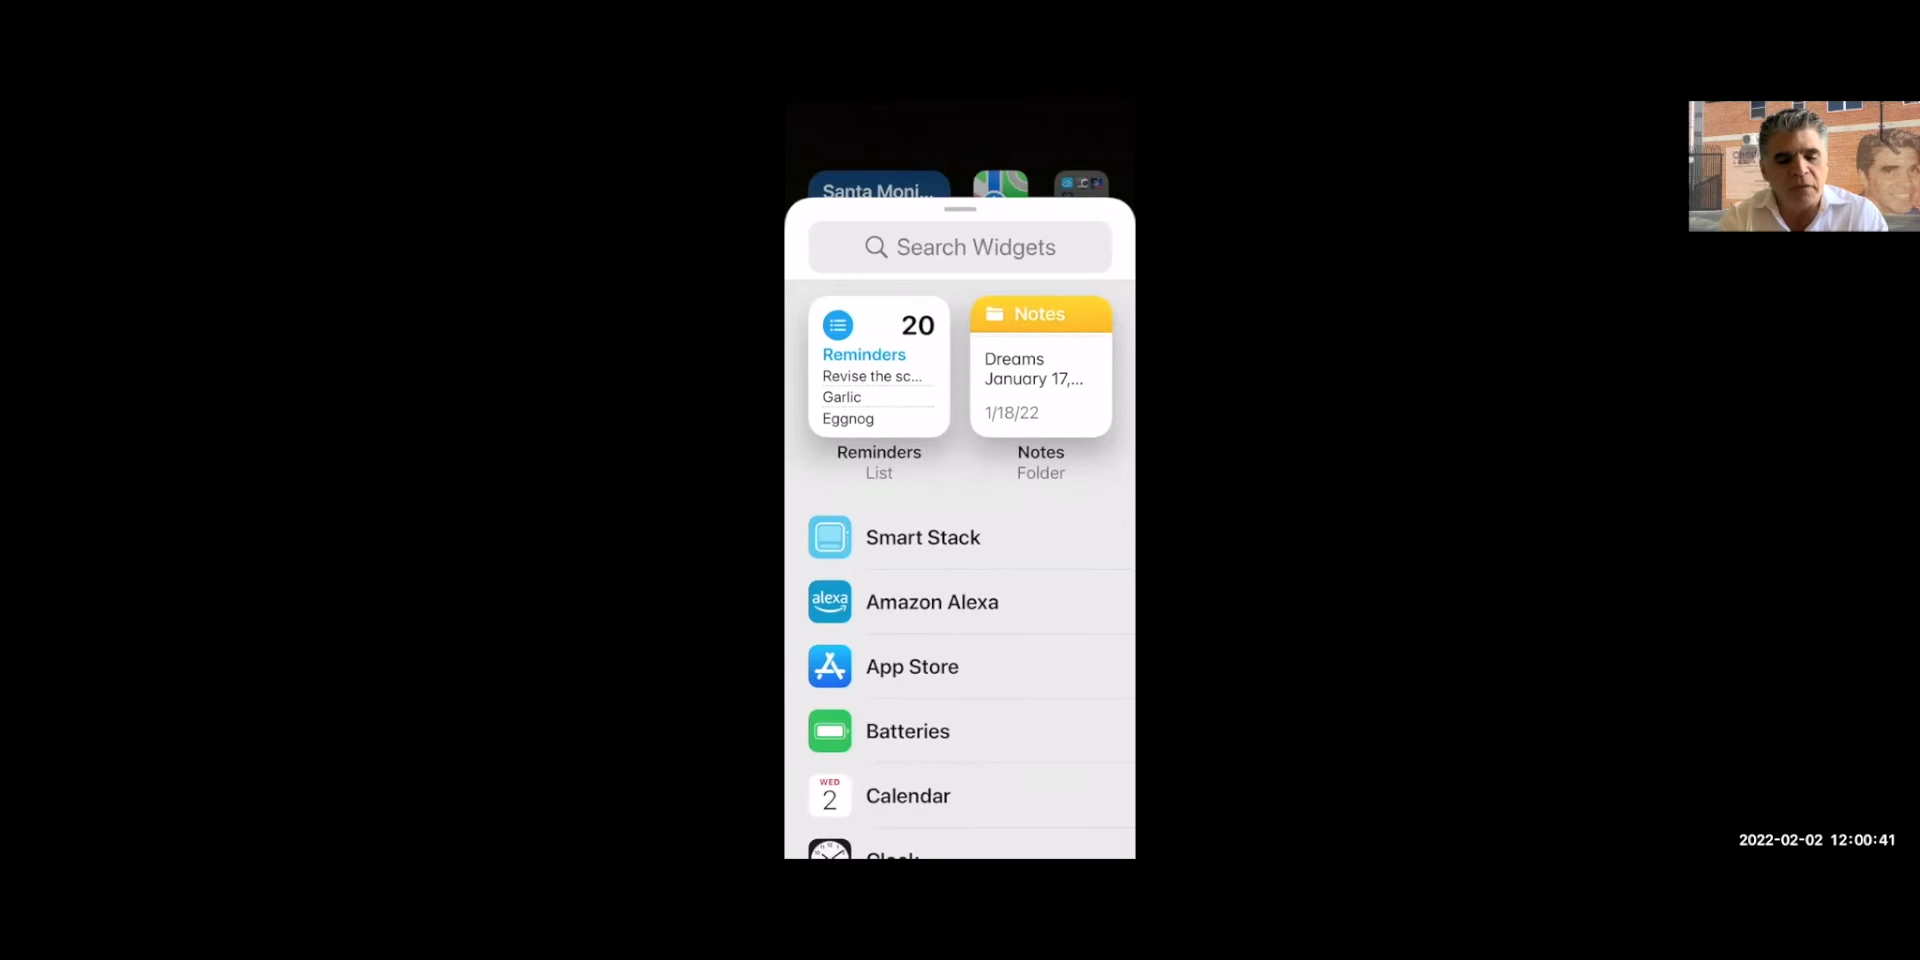 Santa Moni...
Search Widgets
20
Reminders
Revise the sc...
Garlic
Eggnog
Reminders
List
Notes
Dreams
January 17,...
1/18/22
Notes
Folder
Smart Stack
alexa
Amazon Alexa
App Store
Batteries
WED
2
Calendar
Clock
2022-02-02 12:00:41